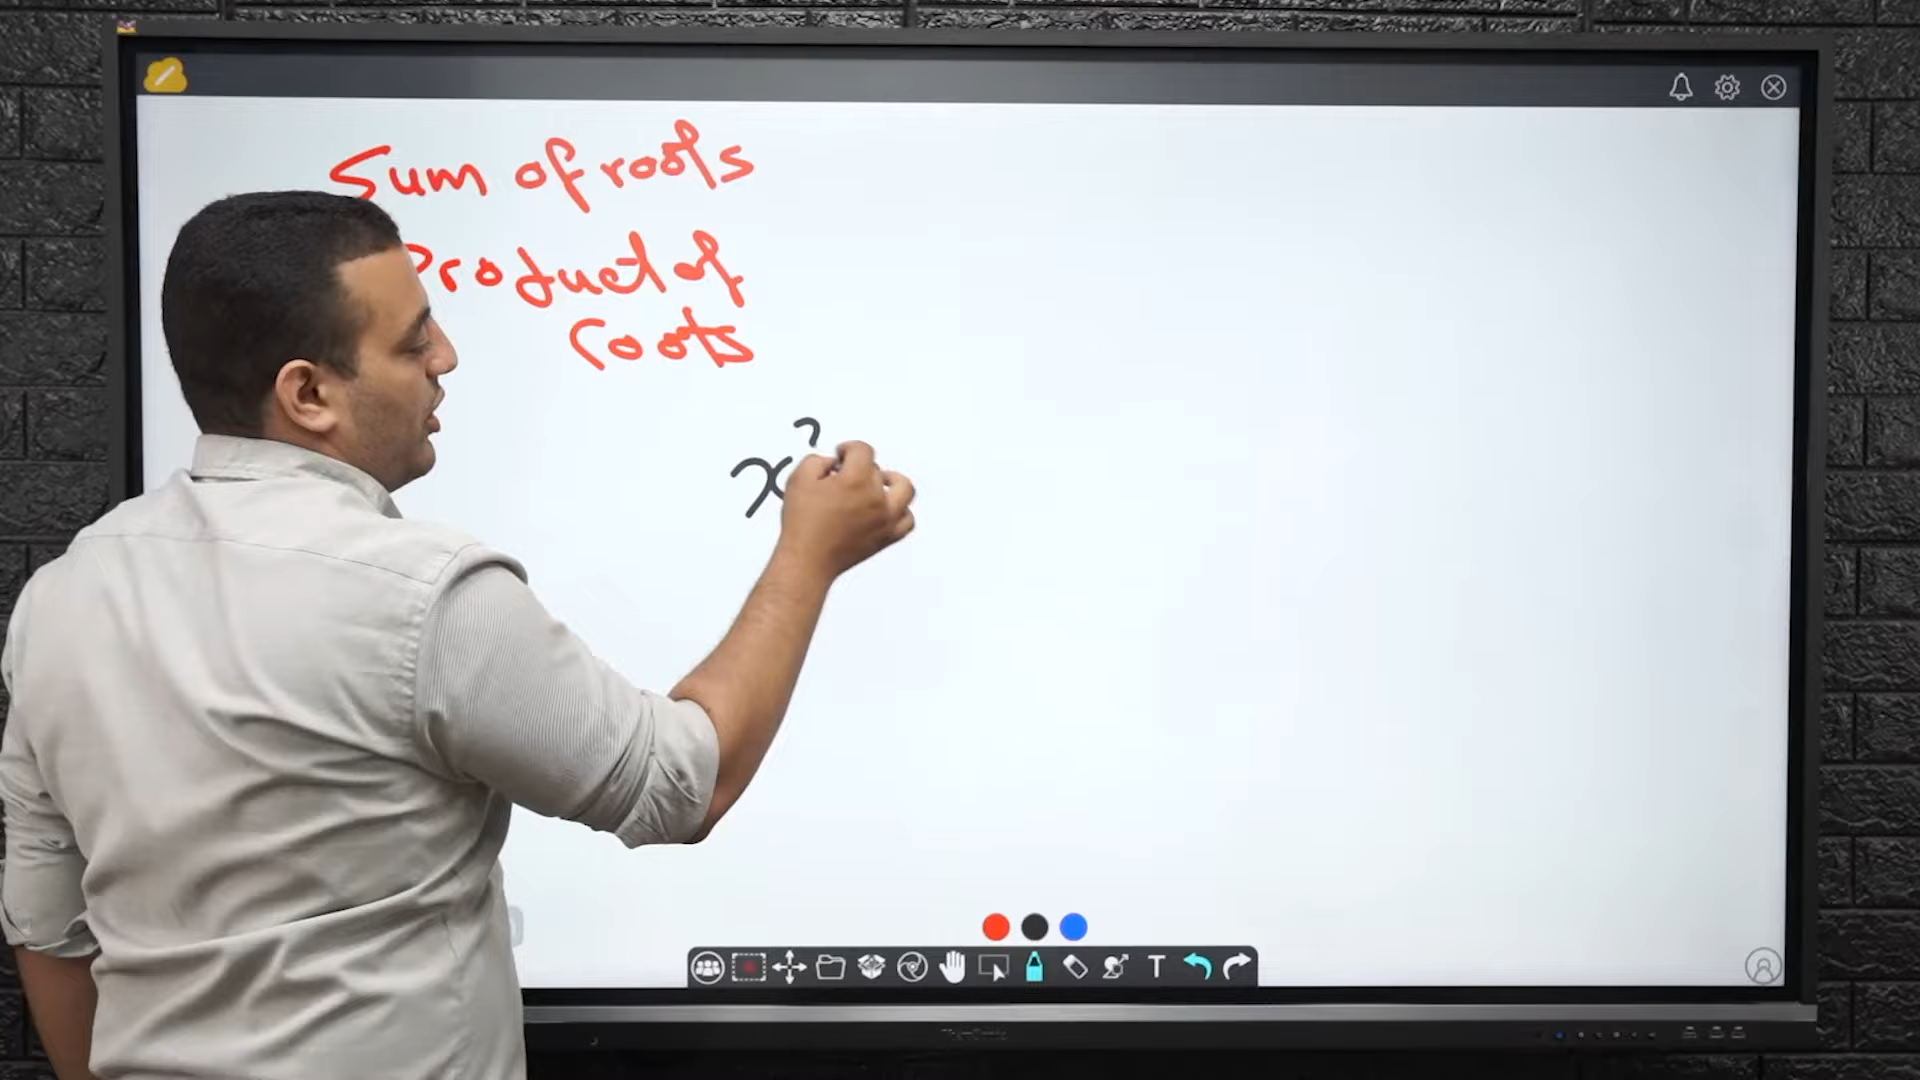 Sum of roots
Product of
roots
x²
T